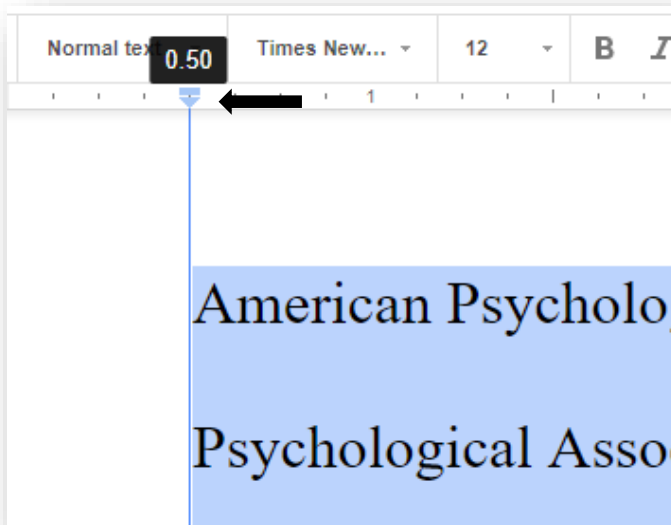 Normal text Times New... 12 B I
0.50
1
American Psycholo
Psychological Asso